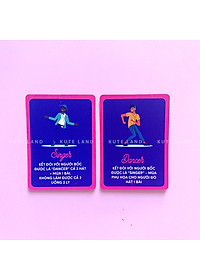 KUTE LAND
Singer
KẾT ĐÔI VỚI NGƯỜI BỐC
ĐƯỢC LÁ "DANCER" CẢ 2 HÁT
+ MÚA 1 BÀI
KHÔNG LÀM ĐƯỢC CẢ 2
UỐNG 2 LY
Dancer
KẾT ĐÔI VỚI NGƯỜI BỐC
ĐƯỢC LÁ "SINGER" - MÚA
PHỤ HOẠ CHO NGƯỜI ĐÓ
HÁT 1 BÀI